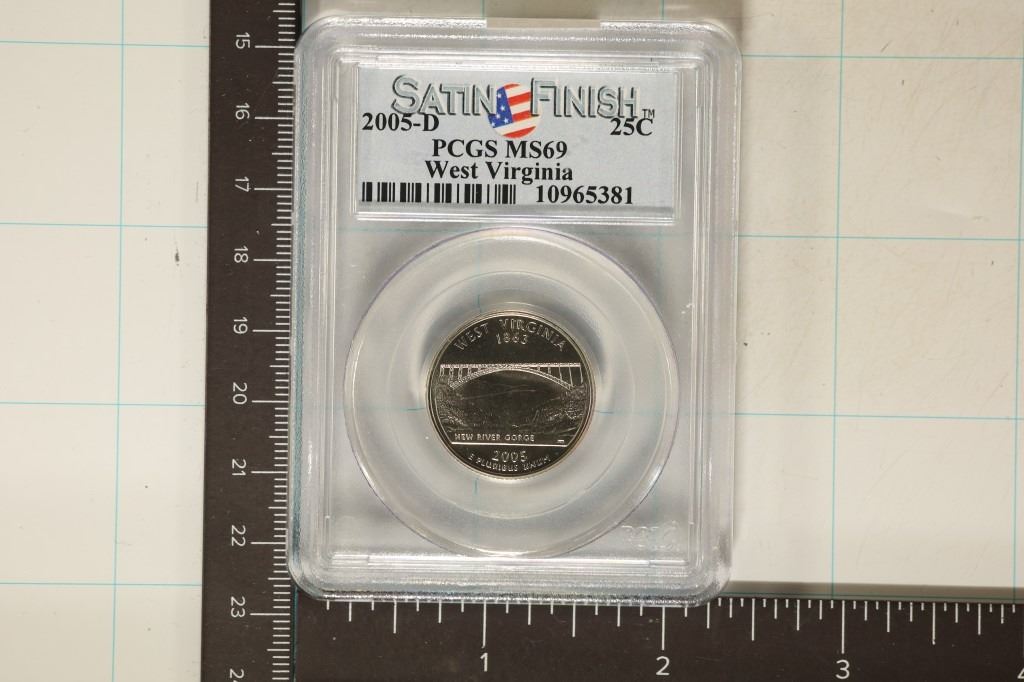 SATIN FINISH™
2005-D 25C
PCGS MS69
West Virginia
10965381
WEST VIRGINIA
1863
NEW RIVER GORGE
2005
E PLURIBUS UNUM
15
16
17
18
19
20
21
22
23
1
2
3